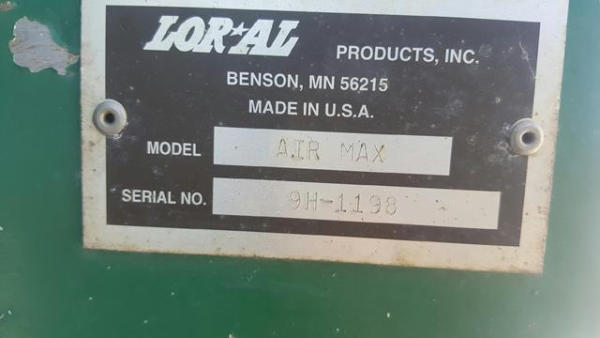 LOR★AL PRODUCTS, INC.
BENSON, MN 56215
MADE IN U.S.A.
MODEL AIR MAX
SERIAL NO. 9H-1198